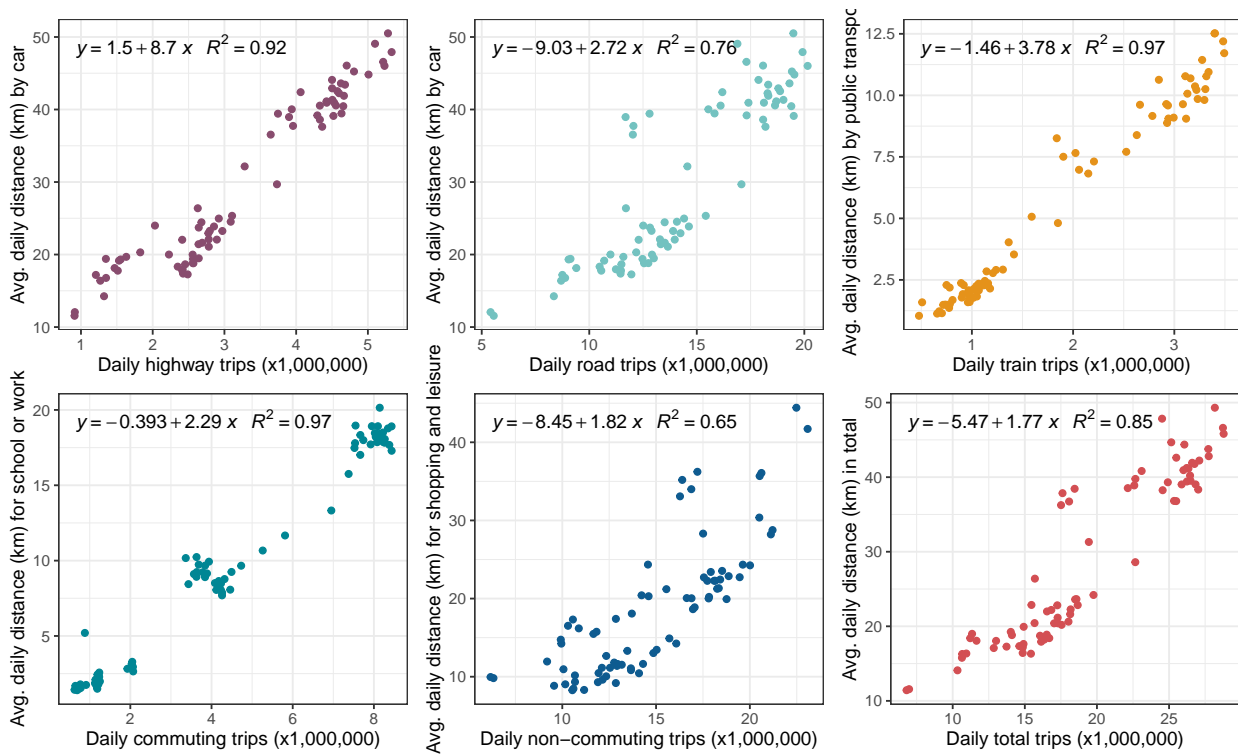 Avg. daily distance (km) by car
50
40
30
20
10
y = 1.5 + 8.7 x R² = 0.92
1 2 3 4 5
Daily highway trips (x1,000,000)
Avg. daily distance (km) by car
50
40
30
20
10
y = −9.03 + 2.72 x R² = 0.76
5 10 15 20
Daily road trips (x1,000,000)
Avg. daily distance (km) by public transpo
12.5
10.0
7.5
5.0
2.5
y = −1.46 + 3.78 x R² = 0.97
1 2 3
Daily train trips (x1,000,000)
Avg. daily distance (km) for school or work
20
15
10
5
y = −0.393 + 2.29 x R² = 0.97
2 4 6 8
Daily commuting trips (x1,000,000)
Avg. daily distance (km) for shopping and leisure
40
30
20
10
y = −8.45 + 1.82 x R² = 0.65
10 15 20
Daily non−commuting trips (x1,000,000)
Avg. daily distance (km) in total
50
40
30
20
10
y = −5.47 + 1.77 x R² = 0.85
10 15 20 25
Daily total trips (x1,000,000)